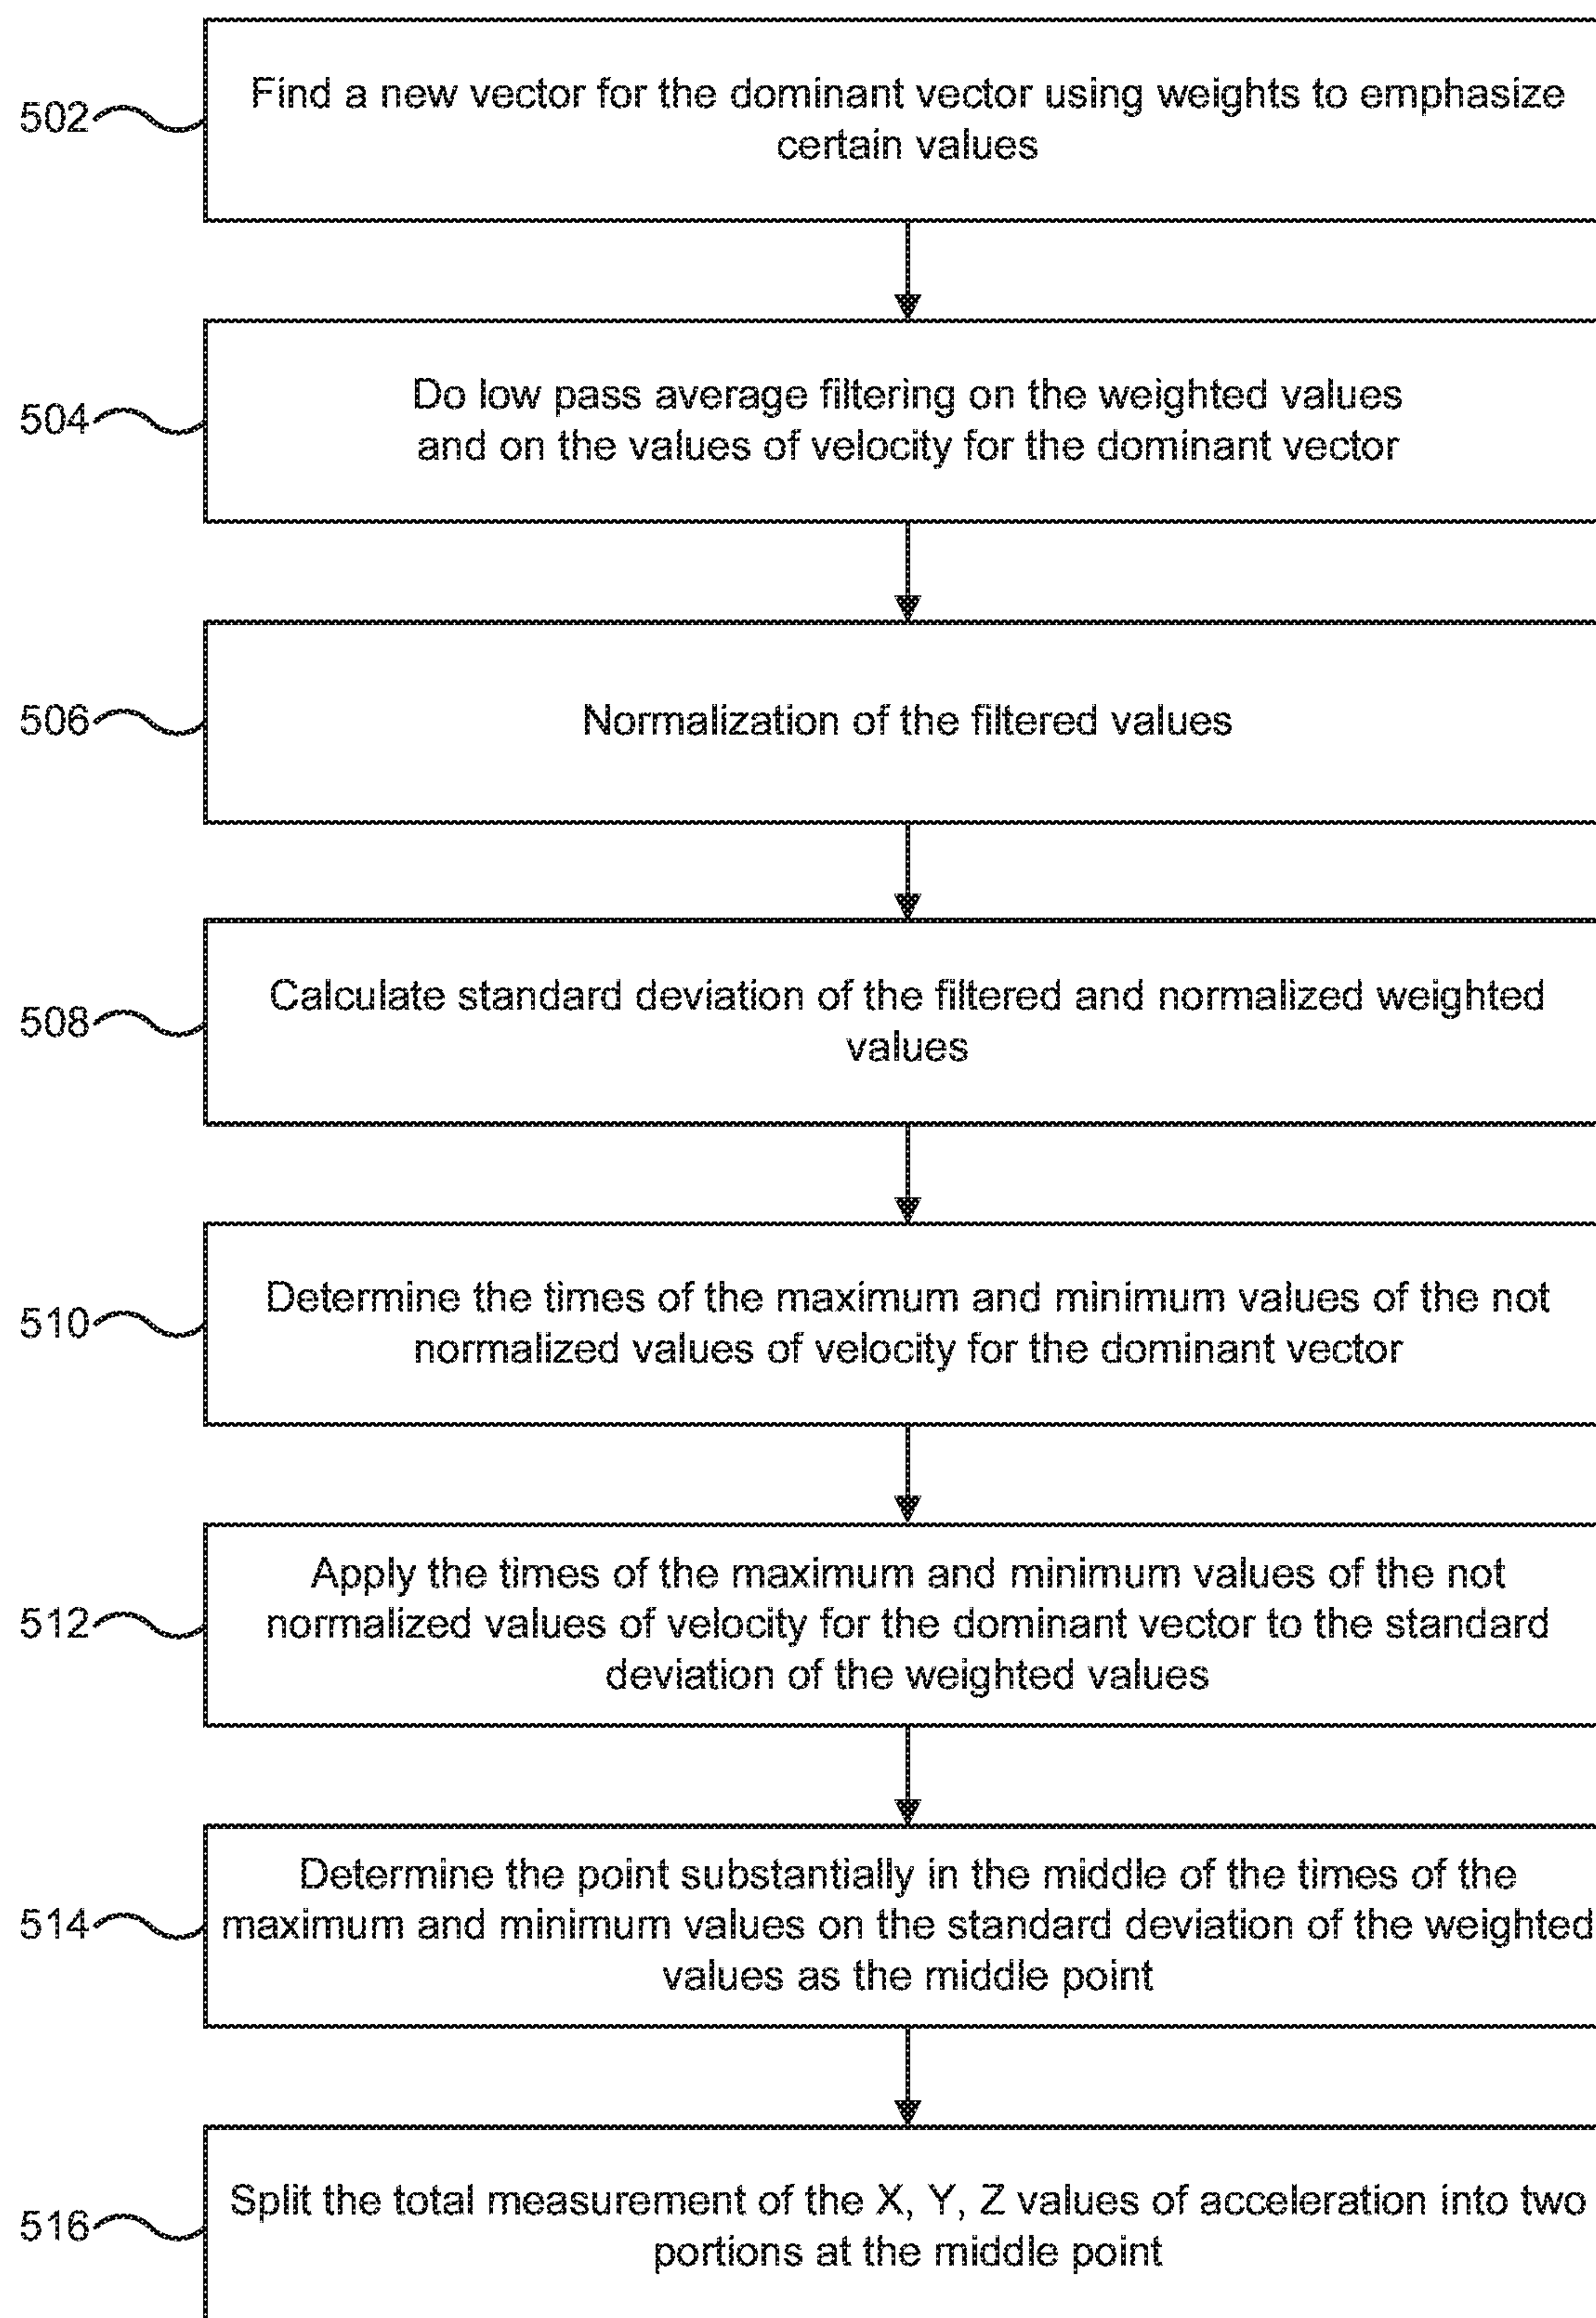 502
Find a new vector for the dominant vector using weights to emphasize
certain values
504
Do low pass average filtering on the weighted values
and on the values of velocity for the dominant vector
506
Normalization of the filtered values
508
Calculate standard deviation of the filtered and normalized weighted
values
510
Determine the times of the maximum and minimum values of the not
normalized values of velocity for the dominant vector
512
Apply the times of the maximum and minimum values of the not
normalized values of velocity for the dominant vector to the standard
deviation of the weighted values
514
Determine the point substantially in the middle of the times of the
maximum and minimum values on the standard deviation of the weighted
values as the middle point
516
Split the total measurement of the X, Y, Z values of acceleration into two
portions at the middle point